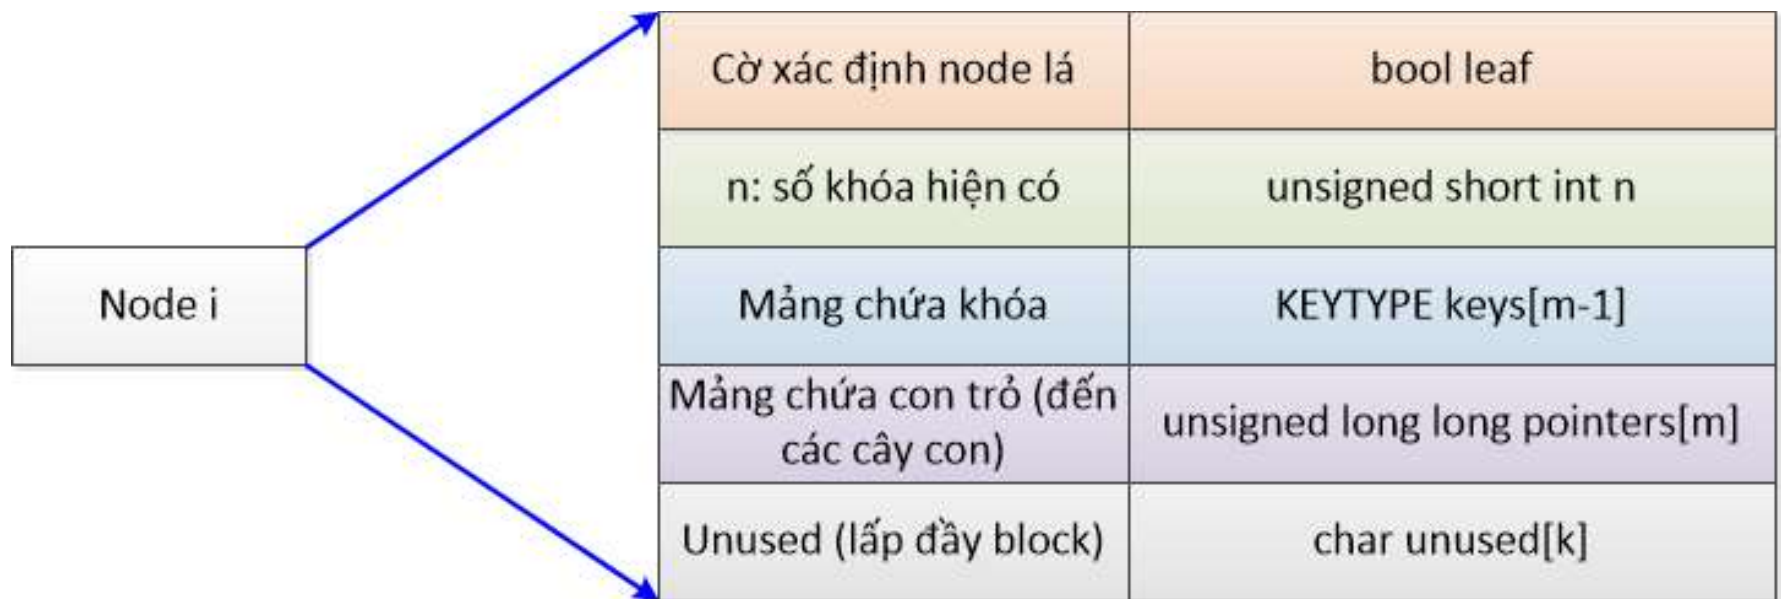 Cờ xác định node lá
bool leaf
n: số khóa hiện có
unsigned short int n
Node i
Mảng chứa khóa
KEYTYPE keys[m-1]
Mảng chứa con trỏ (đến
các cây con)
unsigned long long pointers[m]
Unused (lấp đầy block)
char unused[k]